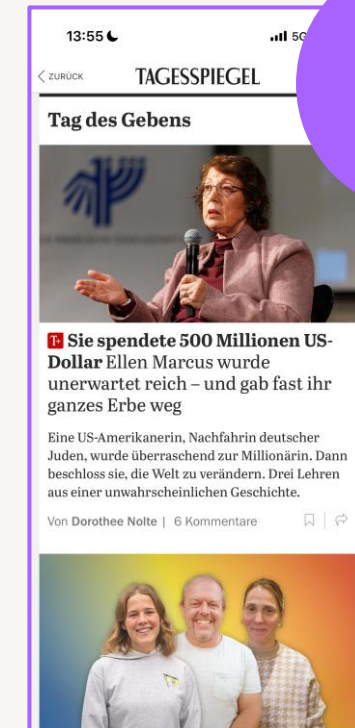 13:55
5G
ZURÜCK
TAGESSPIEGEL
Tag des Gebens
T+ Sie spendete 500 Millionen US-
Dollar Ellen Marcus wurde
unerwartet reich – und gab fast ihr
ganzes Erbe weg
Eine US-Amerikanerin, Nachfahrin deutscher
Juden, wurde überraschend zur Millionärin. Dann
beschloss sie, die Welt zu verändern. Drei Lehren
aus einer unwahrscheinlichen Geschichte.
Von Dorothee Nolte | 6 Kommentare